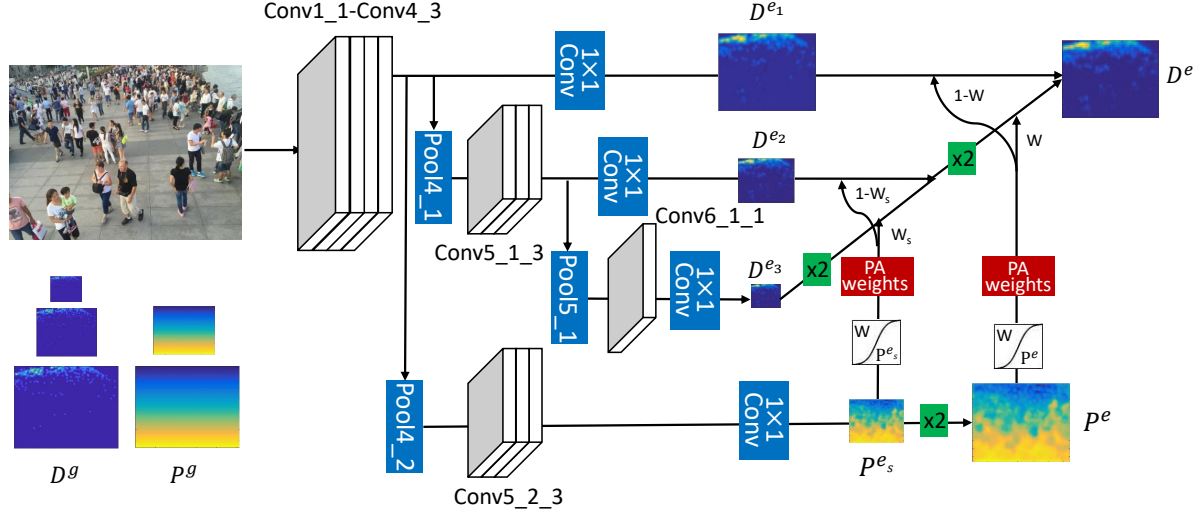 Conv1_1-Conv4_3
1×1
Conv
D^{e_1}
1-W
D^e
Pool4_1
1×1
Conv
D^{e_2}
W
x2
Conv5_1_3
Conv6_1_1
1-W_s
W_s
Pool5_1
1×1
Conv
D^{e_3}
x2
PA
weights
PA
weights
W
P^{e_s}
W
P^e
Pool4_2
1×1
Conv
x2
P^e
P^{e_s}
D^g
P^g
Conv5_2_3